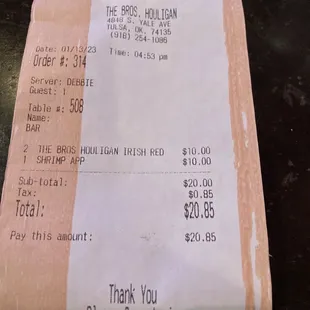 THE BROS. HOULIGAN
4848 S. YALE AVE
TULSA, OK. 74135
(918) 254-1086
Date: 01/13/23 Time: 04:53 pm
Order #: 314
Server: DEBBIE
Guest: 1
Table #: 508
Name:
BAR
2 THE BROS HOULIGAN IRISH RED $10.00
1 SHRIMP APP $10.00
Sub-total: $20.00
Tax: $0.85
Total: $20.85
Pay this amount: $20.85
Thank You